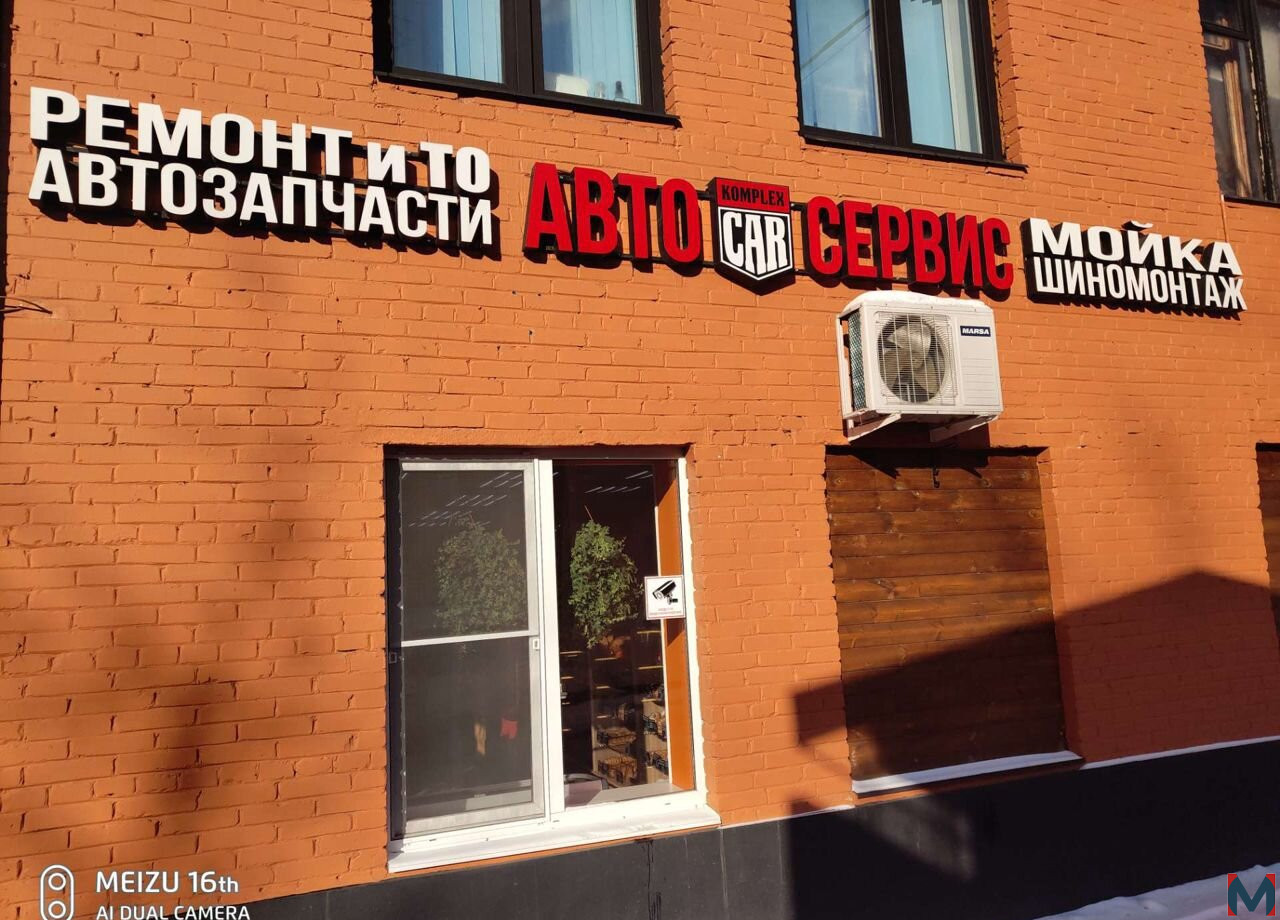 РЕМОНТ и ТО
АВТОЗАПЧАСТИ
АВТО
KOMPLEX
CAR
СЕРВИС
МОЙКА
ШИНОМОНТАЖ
MARSA
MEIZU 16th
AI DUAL CAMERA
M